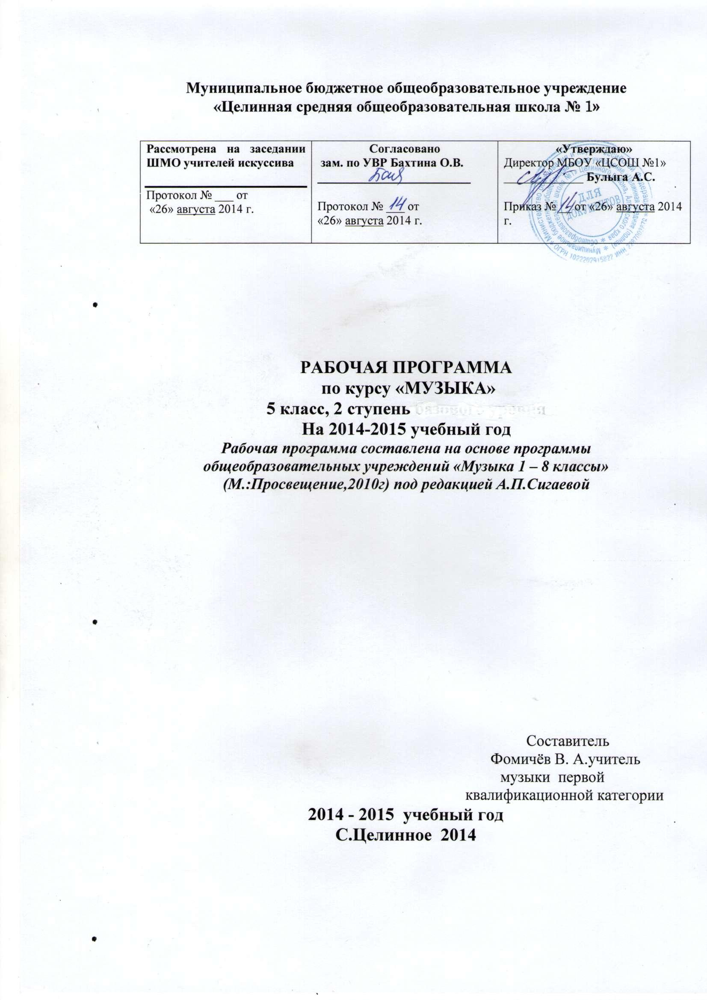 Муниципальное бюджетное общеобразовательное учреждение
«Целинная средняя общеобразовательная школа № 1»
Рассмотрена на заседании
ШМО учителей искуссива
Протокол № ___ от
«26» августа 2014 г.
Согласовано
зам. по УВР Бахтина О.В.
Протокол № 14 от
«26» августа 2014 г.
«Утверждаю»
Директор МБОУ «ЦСОШ №1»
Булыга А.С.
Приказ № 14 от «26» августа 2014
г.
ДЛЯ
ДОКУМЕНТОВ
РАБОЧАЯ ПРОГРАММА
по курсу «МУЗЫКА»
5 класс, 2 ступень
На 2014-2015 учебный год
Рабочая программа составлена на основе программы
общеобразовательных учреждений «Музыка 1 – 8 классы»
(М.:Просвещение,2010г) под редакцией А.П.Сигаевой
Составитель
Фомичёв В. А.учитель
музыки первой
квалификационной категории
2014 - 2015 учебный год
С.Целинное 2014